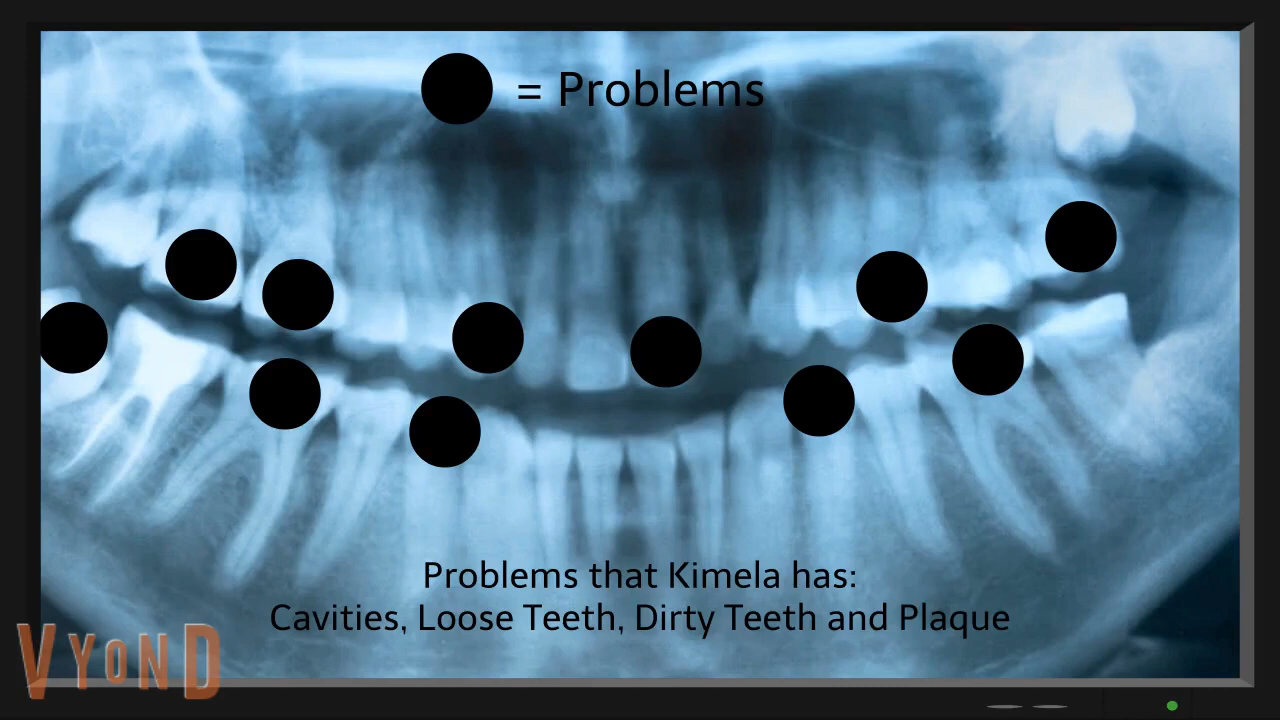 = Problems
Problems that Kimela has:
Cavities, Loose Teeth, Dirty Teeth and Plaque
VYOND